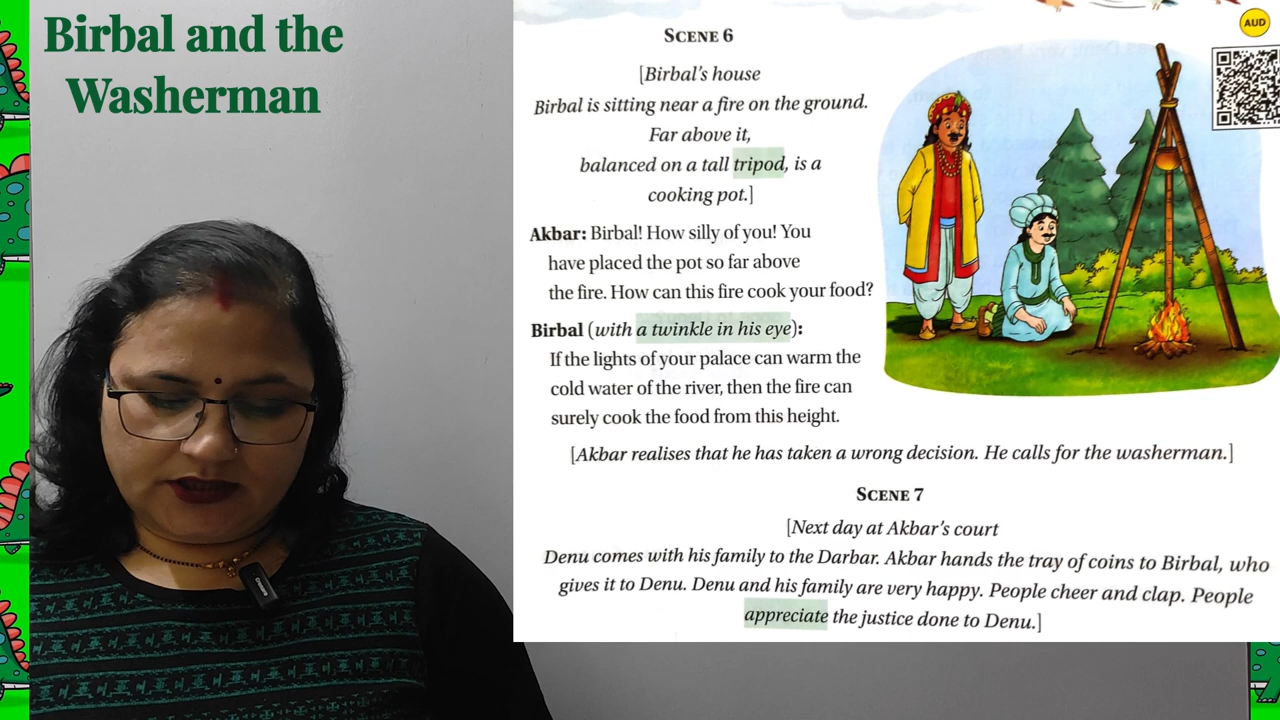 Birbal and the
Washerman
AUD
SCENE 6
[Birbal's house
Birbal is sitting near a fire on the ground.
Far above it,
balanced on a tall tripod, is a
cooking pot.]
Akbar: Birbal! How silly of you! You
have placed the pot so far above
the fire. How can this fire cook your food?
Birbal (with a twinkle in his eye):
If the lights of your palace can warm the
cold water of the river, then the fire can
surely cook the food from this height.
[Akbar realises that he has taken a wrong decision. He calls for the washerman.]
SCENE 7
[Next day at Akbar's court
Denu comes with his family to the Darbar. Akbar hands the tray of coins to Birbal, who
gives it to Denu. Denu and his family are very happy. People cheer and clap. People
appreciate the justice done to Denu.]